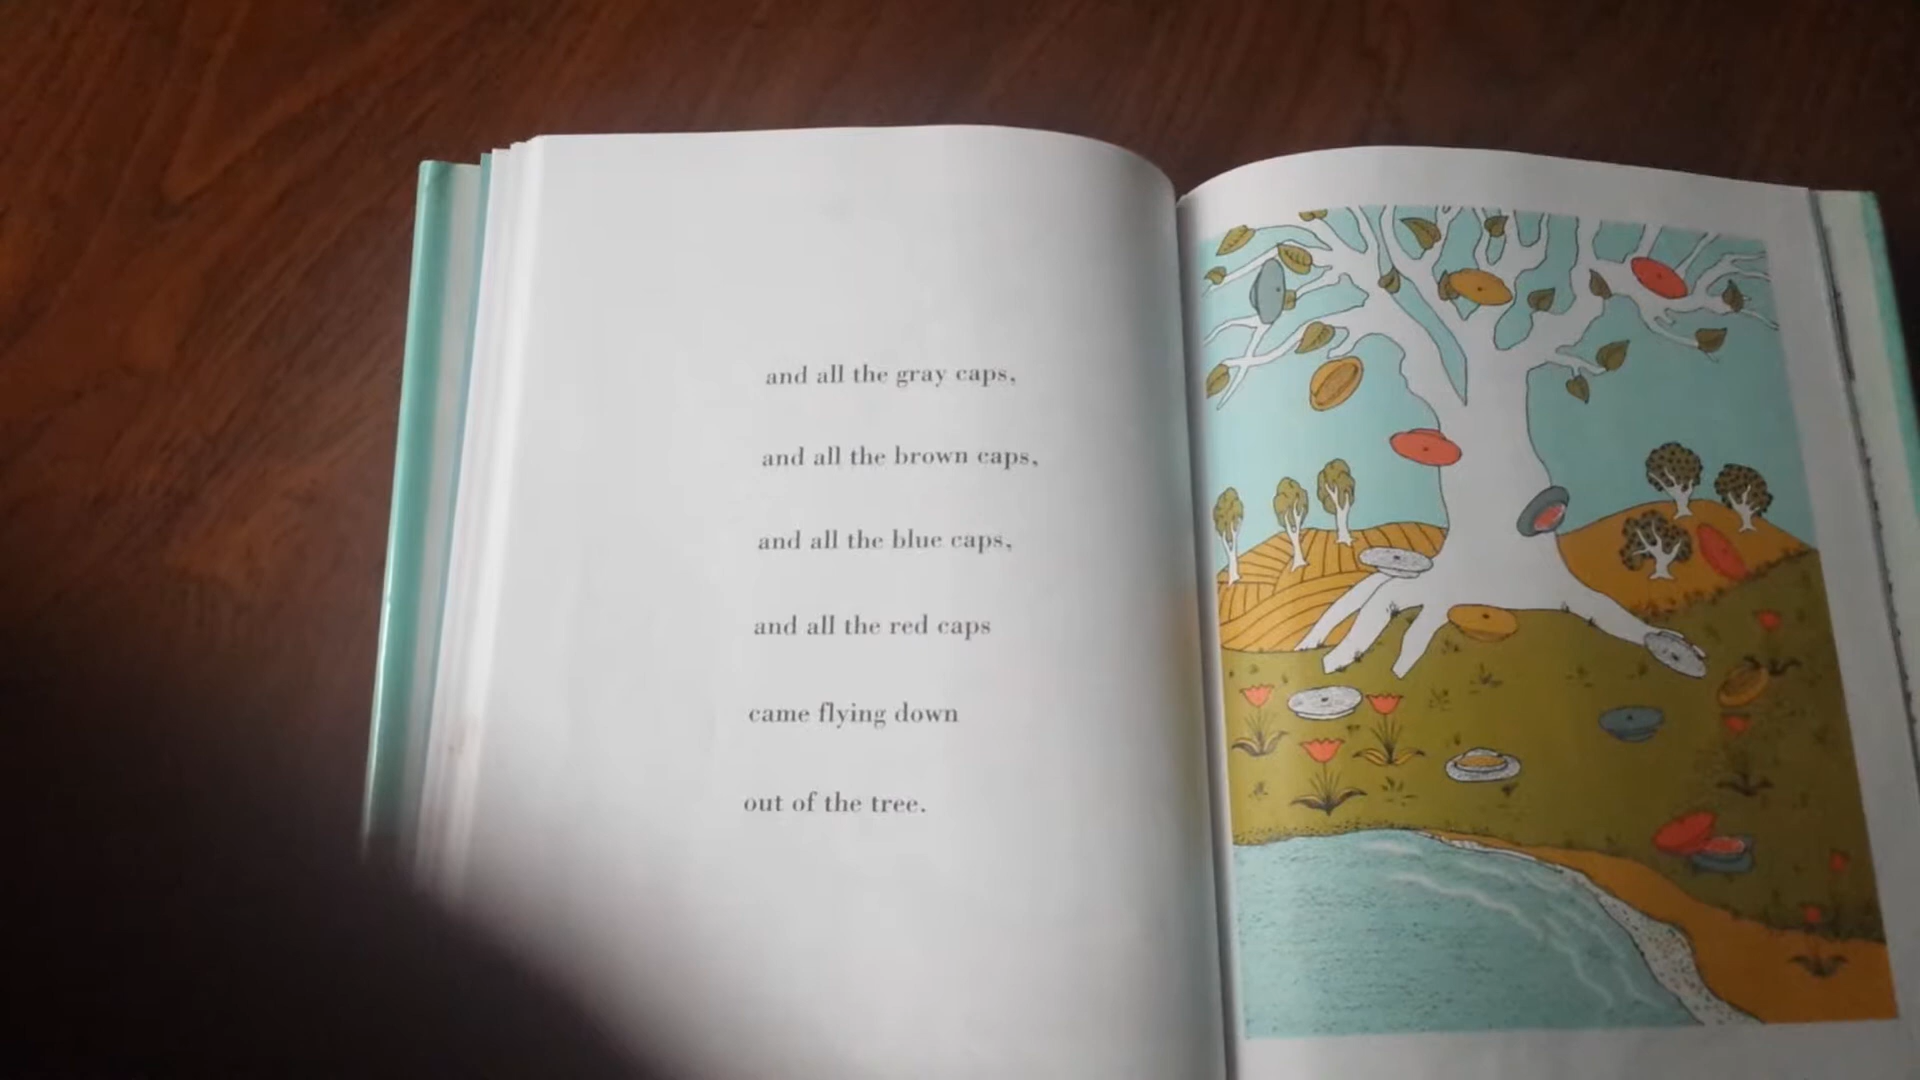 and all the gray caps,
and all the brown caps,
and all the blue caps,
and all the red caps
came flying down
out of the tree.